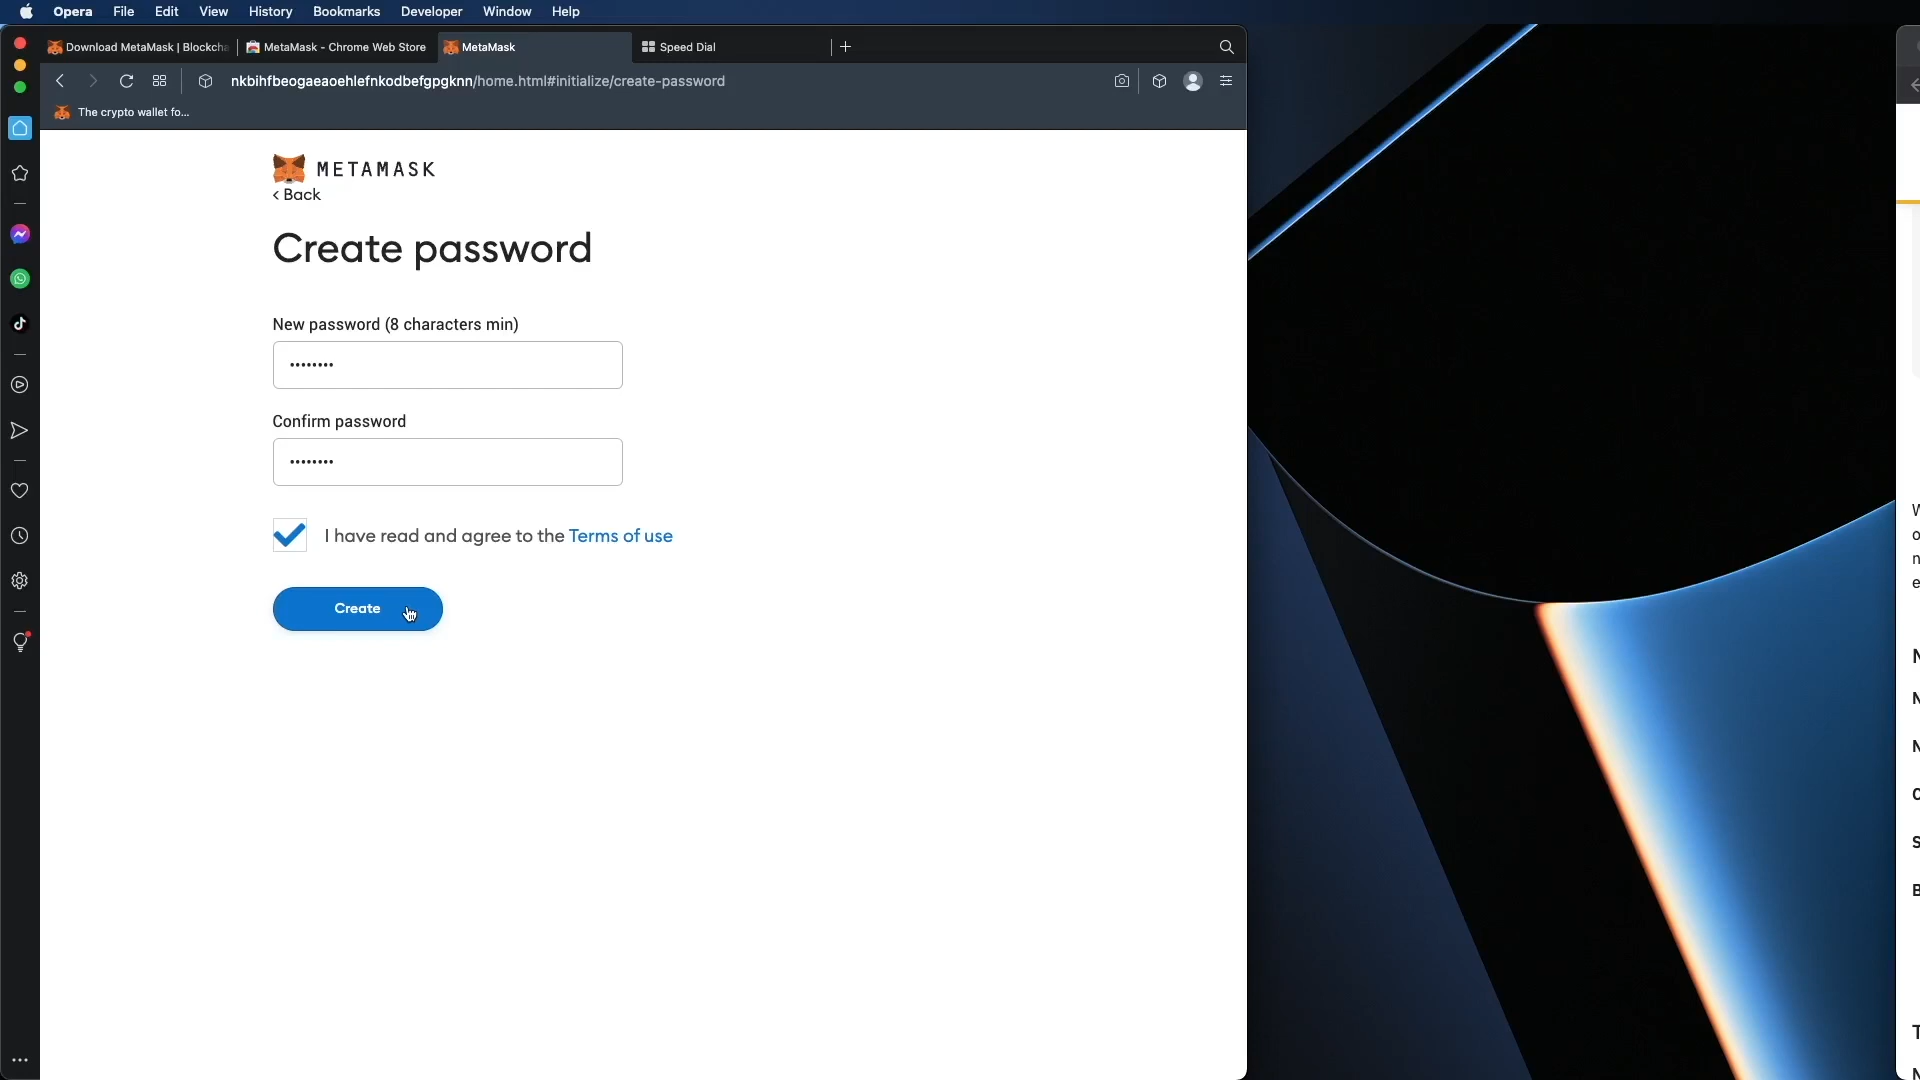 Opera File Edit View History Bookmarks Developer Window Help
Download MetaMask | Blockcha
MetaMask - Chrome Web Store
MetaMask
Speed Dial
nkbihfbeogaeaoehlefnkodbefgpgknn/home.html#initialize/create-password
The crypto wallet fo...
METAMASK
< Back
Create password
New password (8 characters min)
••••••••
Confirm password
••••••••
I have read and agree to the Terms of use
Create